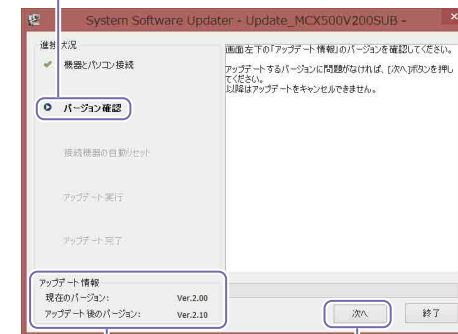 System Software Updater - Update_MCX500V200SUB -
進捗大況
機器とパソコン接続
バージョン確認
接続機器の自動リセット
アップデート実行
アップデート完了
画面左下の「アップデート情報」のバージョンを確認してください。
アップデートするバージョンに問題がなければ、[次へ]ボタンを押し
てください。
以降はアップデートをキャンセルできません。
アップデート情報
現在のバージョン: Ver.2.00
アップデート後のバージョン: Ver.2.10
次へ
終了